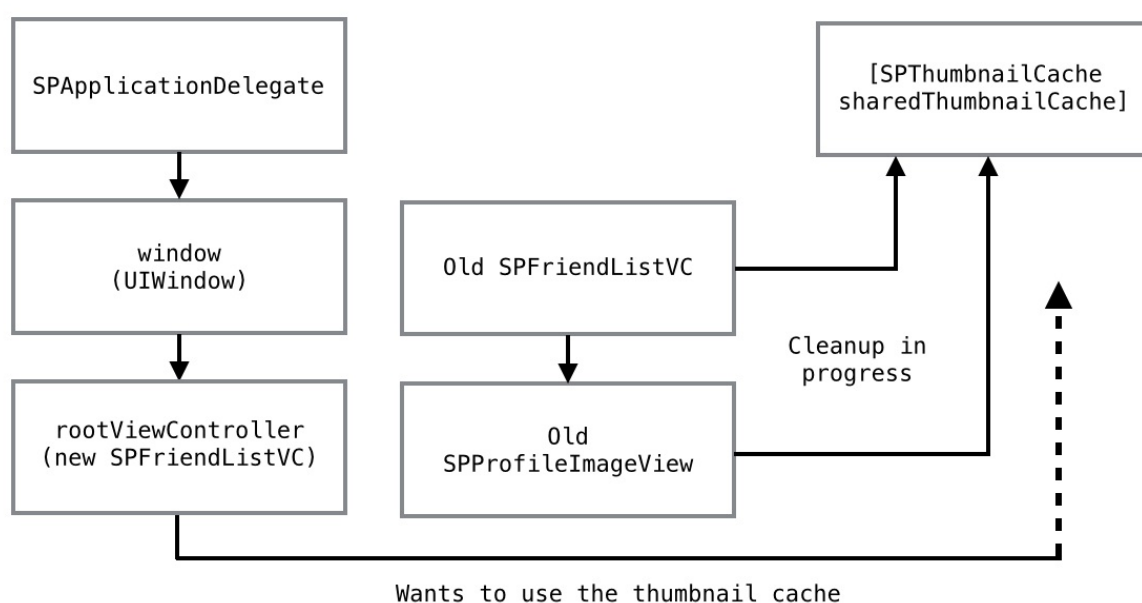 SPApplicationDelegate
window
(UIWindow)
rootViewController
(new SPFriendListVC)
Old SPFriendListVC
Old
SPProfileImageView
[SPThumbnailCache
sharedThumbnailCache]
Cleanup in
progress
Wants to use the thumbnail cache